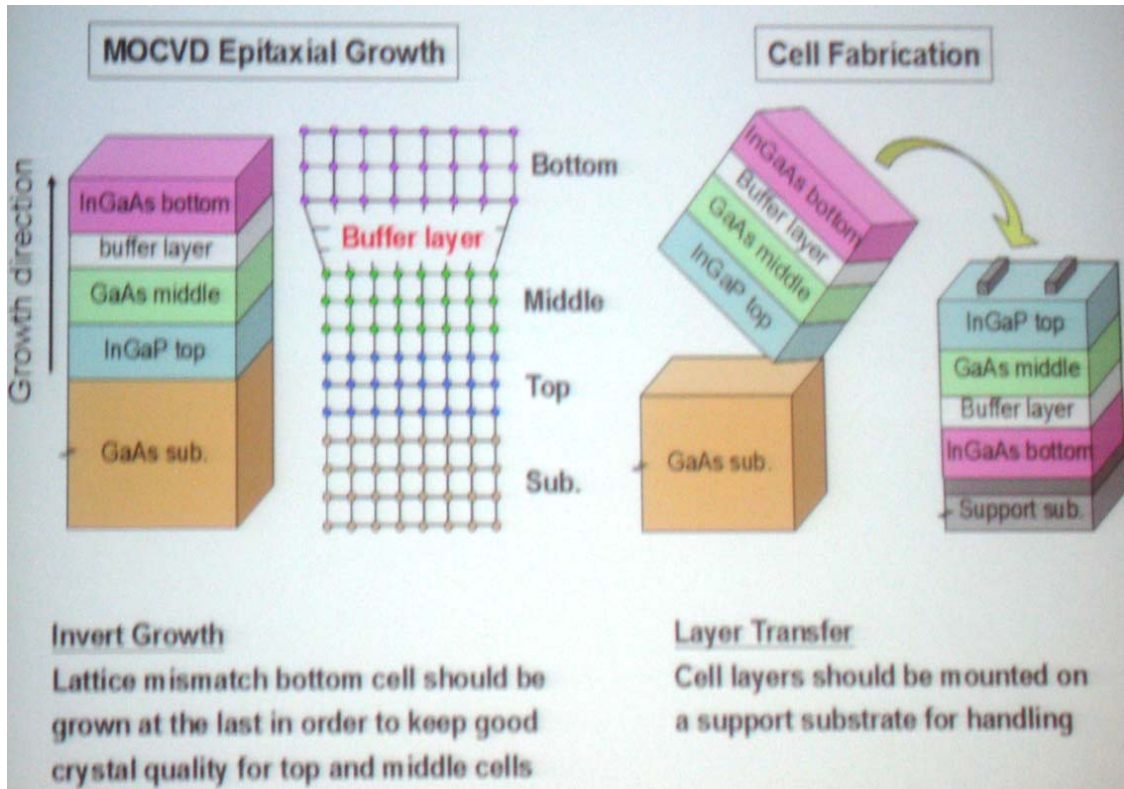 MOCVD Epitaxial Growth
Growth direction
InGaAs bottom
buffer layer
GaAs middle
InGaP top
GaAs sub.
Bottom
Buffer layer
Middle
Top
Sub.
Invert Growth
Lattice mismatch bottom cell should be
grown at the last in order to keep good
crystal quality for top and middle cells
Cell Fabrication
InGaAs bottom
Buffer layer
GaAs middle
InGaP top
GaAs sub.
InGaP top
GaAs middle
Buffer layer
InGaAs bottom
Support sub.
Layer Transfer
Cell layers should be mounted on
a support substrate for handling